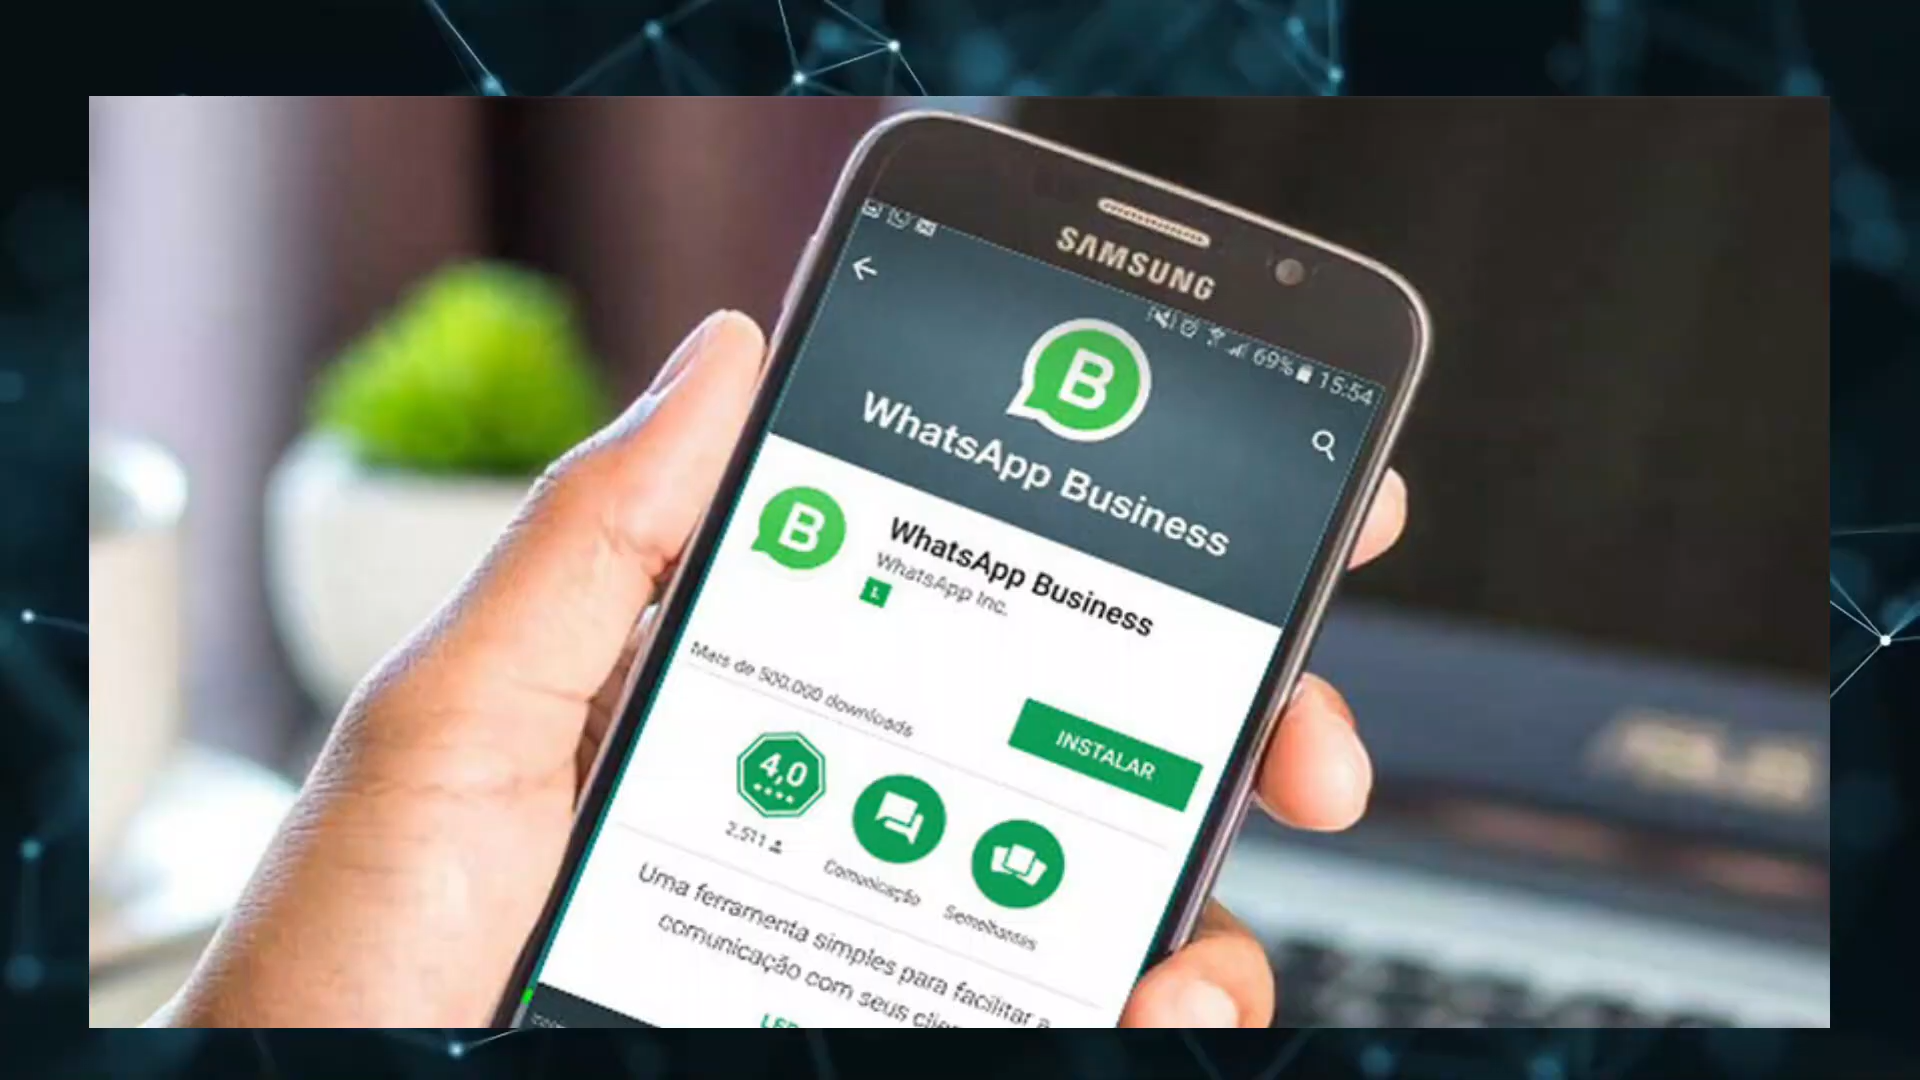 SAMSUNG
69% 15:54
B
WhatsApp Business
B
WhatsApp Business
WhatsApp Inc.
L
Mais de 500.000 downloads
INSTALAR
4,0
2.511
Comunicação
Semelhantes
Uma ferramenta simples para facilitar a
comunicação com seus